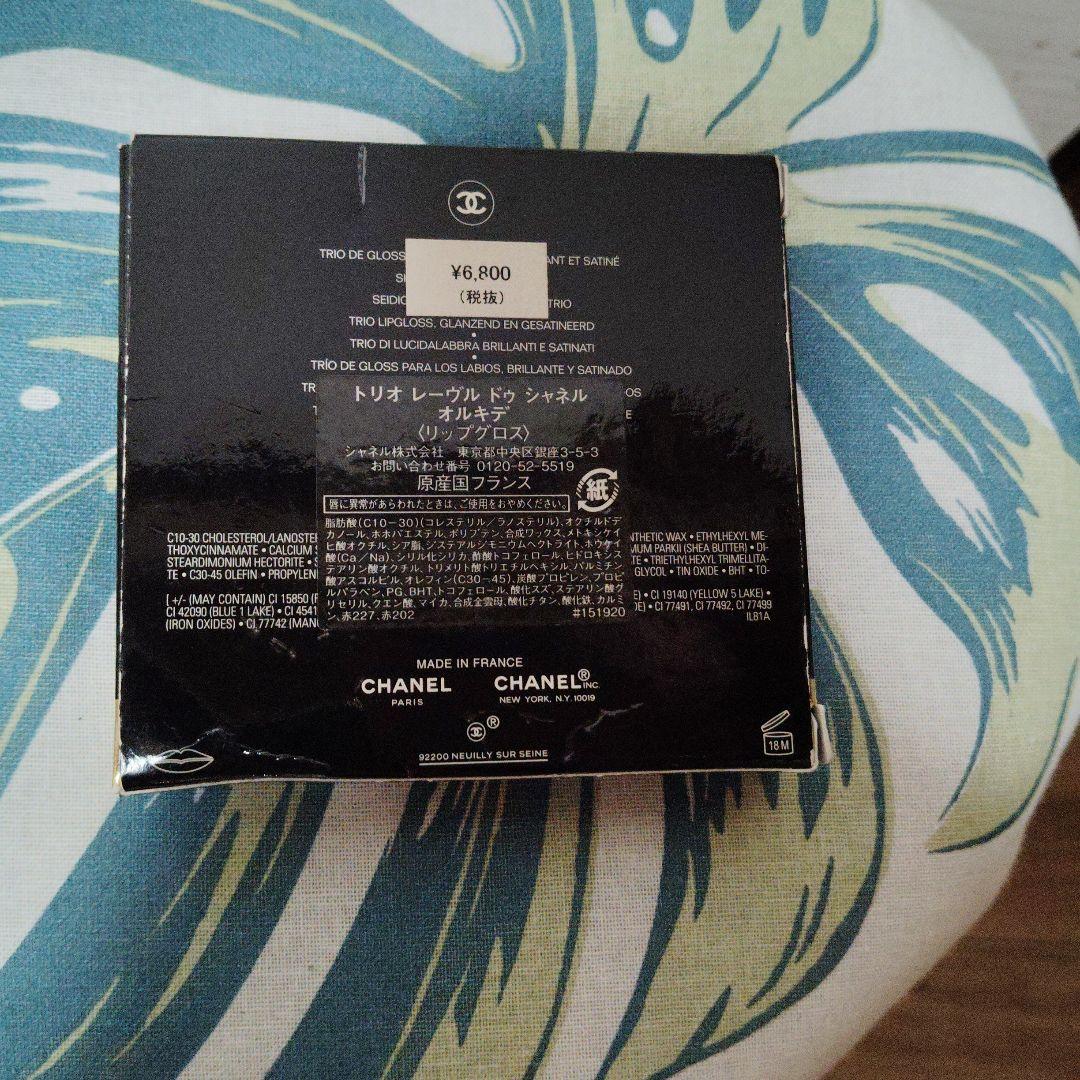 TRIO DE GLOSS ANT ET SATINÉ
¥6,800
(税抜)
SEIDIG TRIO
TRIO LIPGLOSS, GLANZEND EN GESATINEERD
TRIO DI LUCIDALABBRA BRILLANTI E SATINATI
TRÍO DE GLOSS PARA LOS LABIOS, BRILLANTE Y SATINADO
トリオ レーヴル ドゥ シャネル
オルキデ
〈リップグロス〉
シャネル株式会社 東京都中央区銀座3-5-3
お問い合わせ番号 0120-52-5519
原産国フランス
紙
唇に異常があらわれたときは、ご使用をおやめください。
脂肪酸(C10-30)(コレステリル/ラノステリル)、オクチルドデ
カノール、ホホバエステル、ポリブテン、合成ワックス、メトキシケイ
ヒ酸オクチル、シア脂、ジステアルジモニウムヘクトライト、ホウケイ
酸(Ca/Na)、シリル化シリカ、酢酸トコフェロール、ヒドロキシス
テアリン酸オクチル、トリメリト酸トリエチルヘキシル、パルミチン
酸アスコルビル、オレフィン(C30-45)、炭酸プロピレン、プロピ
ルパラベン、PG、BHT、トコフェロール、酸化スズ、ステアリン酸グ
リセリル、クエン酸、マイカ、合成金雲母、酸化チタン、酸化鉄、カルミ
ン、赤227、赤202 #151920
C10-30 CHOLESTEROL/LANOSTER NTHETIC WAX • ETHYLHEXYL ME-
THOXYCINNAMATE • CALCIUM S MUM PARKII (SHEA BUTTER) • DI-
STEARDIMONIUM HECTORITE • S TE • TRIETHYLHEXYL TRIMELLITA-
TE • C30-45 OLEFIN • PROPYLEN GLYCOL • TIN OXIDE • BHT • TO-
[ +/- (MAY CONTAIN) CI 15850 (R E) • CI 19140 (YELLOW 5 LAKE) •
CI 42090 (BLUE 1 LAKE) • CI 4541 DE) • CI 77491, CI 77492, CI 77499
(IRON OXIDES) • CI 77742 (MAN IL81A
MADE IN FRANCE
CHANEL CHANEL® INC.
PARIS NEW YORK, N.Y. 10019
®
92200 NEUILLY SUR SEINE
18 M